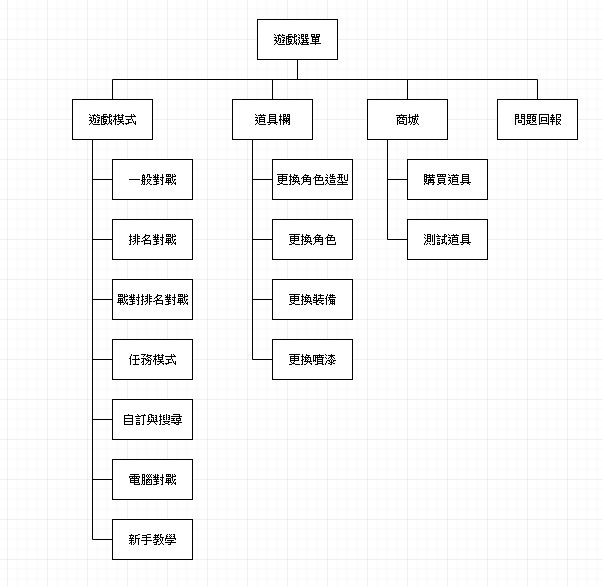 遊戲選單
遊戲模式
道具欄
商城
問題回報
一般對戰
排名對戰
戰對排名對戰
任務模式
自訂與搜尋
電腦對戰
新手教學
更換角色造型
更換角色
更換裝備
更換噴漆
購買道具
測試道具